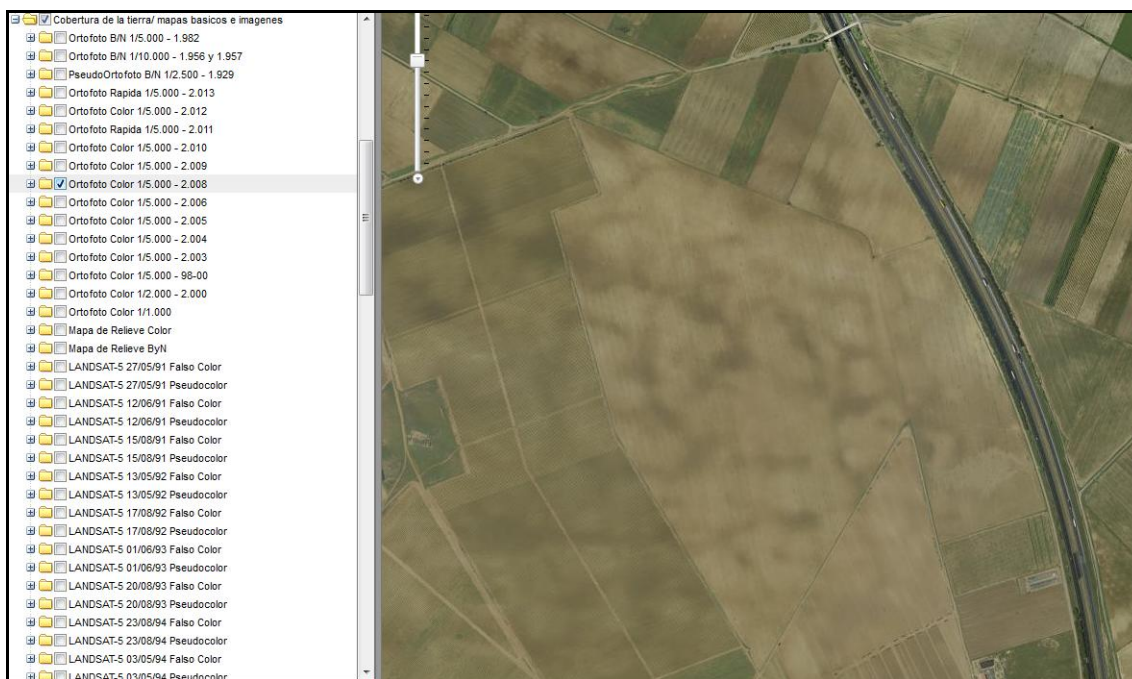 Cobertura de la tierra/ mapas basicos e imagenes
Ortofoto B/N 1/5.000 - 1.982
Ortofoto B/N 1/10.000 - 1.956 y 1.957
PseudoOrtofoto B/N 1/2.500 - 1.929
Ortofoto Rapida 1/5.000 - 2.013
Ortofoto Color 1/5.000 - 2.012
Ortofoto Rapida 1/5.000 - 2.011
Ortofoto Color 1/5.000 - 2.010
Ortofoto Color 1/5.000 - 2.009
Ortofoto Color 1/5.000 - 2.008
Ortofoto Color 1/5.000 - 2.006
Ortofoto Color 1/5.000 - 2.005
Ortofoto Color 1/5.000 - 2.004
Ortofoto Color 1/5.000 - 2.003
Ortofoto Color 1/5.000 - 98-00
Ortofoto Color 1/2.000 - 2.000
Ortofoto Color 1/1.000
Mapa de Relieve Color
Mapa de Relieve ByN
LANDSAT-5 27/05/91 Falso Color
LANDSAT-5 27/05/91 Pseudocolor
LANDSAT-5 12/06/91 Falso Color
LANDSAT-5 12/06/91 Pseudocolor
LANDSAT-5 15/08/91 Falso Color
LANDSAT-5 15/08/91 Pseudocolor
LANDSAT-5 13/05/92 Falso Color
LANDSAT-5 13/05/92 Pseudocolor
LANDSAT-5 17/08/92 Falso Color
LANDSAT-5 17/08/92 Pseudocolor
LANDSAT-5 01/06/93 Falso Color
LANDSAT-5 01/06/93 Pseudocolor
LANDSAT-5 20/08/93 Falso Color
LANDSAT-5 20/08/93 Pseudocolor
LANDSAT-5 23/08/94 Falso Color
LANDSAT-5 23/08/94 Pseudocolor
LANDSAT-5 03/05/94 Falso Color
LANDSAT-5 03/05/94 Pseudocolor